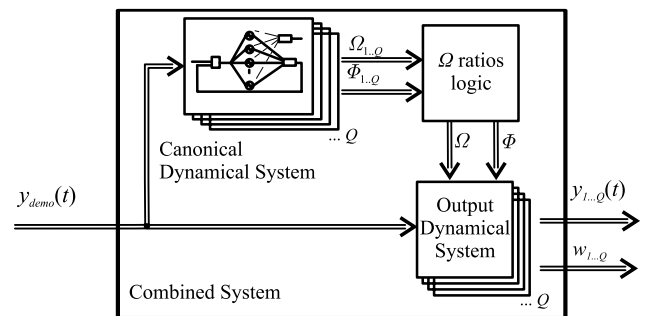 Ω1..Q
Φ1..Q
Ω ratios
logic
... Q
Canonical
Dynamical System
Ω
Φ
ydemo(t)
Output
Dynamical
System
y1...Q(t)
w1...Q
... Q
Combined System